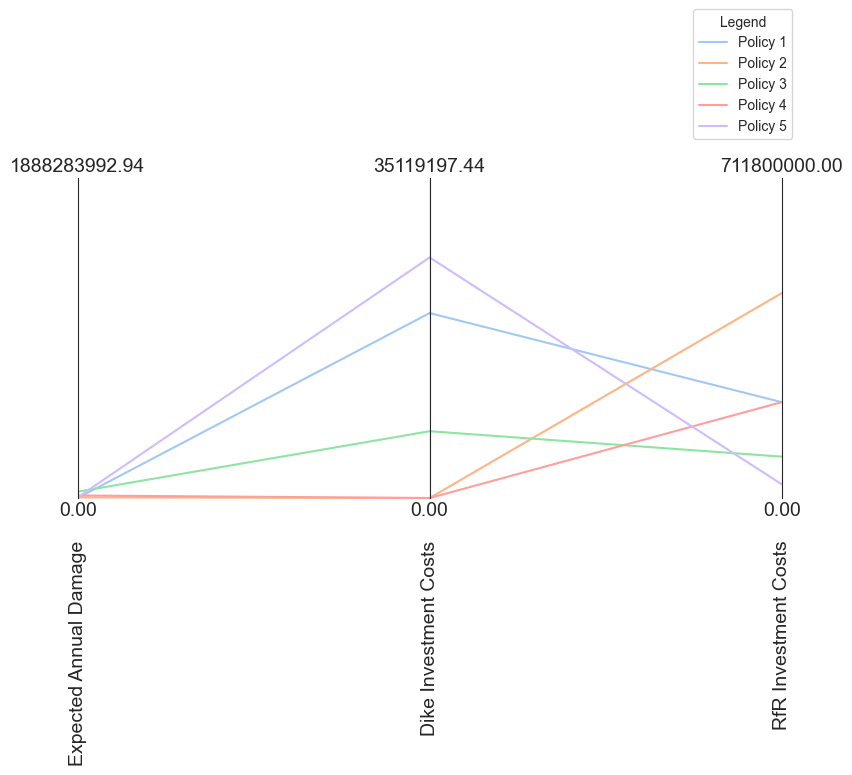 Legend
Policy 1
Policy 2
Policy 3
Policy 4
Policy 5
1888283992.94
35119197.44
711800000.00
0.00
0.00
0.00
Expected Annual Damage
Dike Investment Costs
RfR Investment Costs